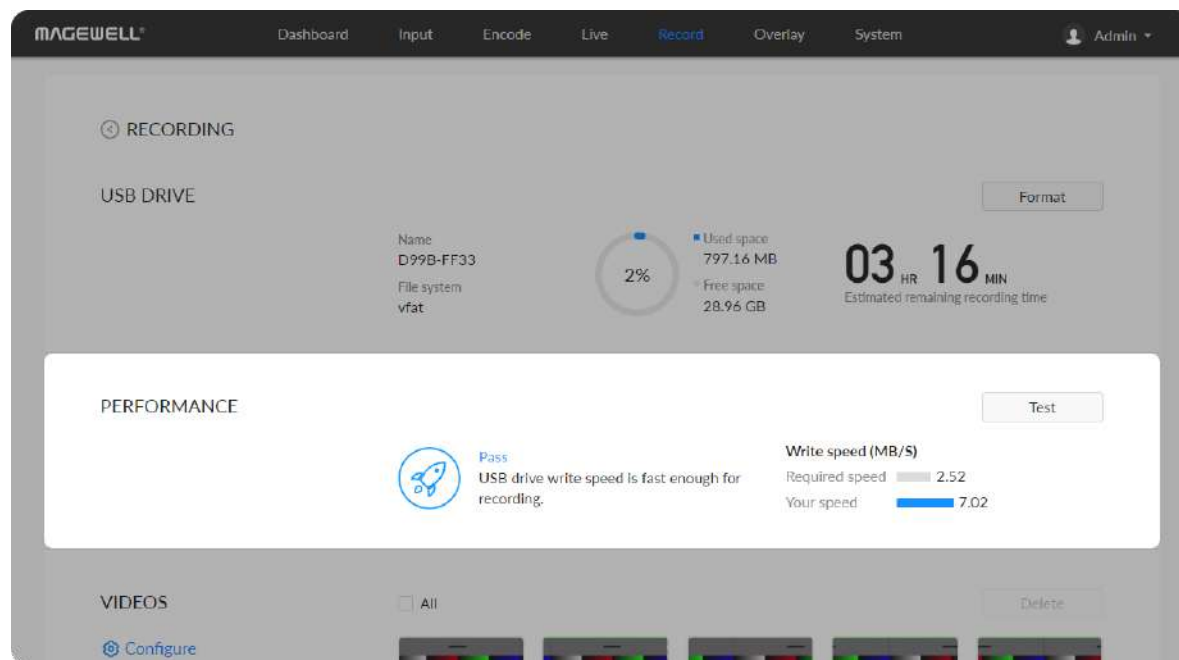 MAGEWELL®
Dashboard Input Encode Live Record Overlay System Admin
RECORDING
USB DRIVE
Format
Name
D99B-FF33
File system
vfat
2%
Used space
797.16 MB
Free space
28.96 GB
03 HR 16 MIN
Estimated remaining recording time
PERFORMANCE
Test
Pass
USB drive write speed is fast enough for
recording.
Write speed (MB/S)
Required speed 2.52
Your speed 7.02
VIDEOS
All
Delete
Configure